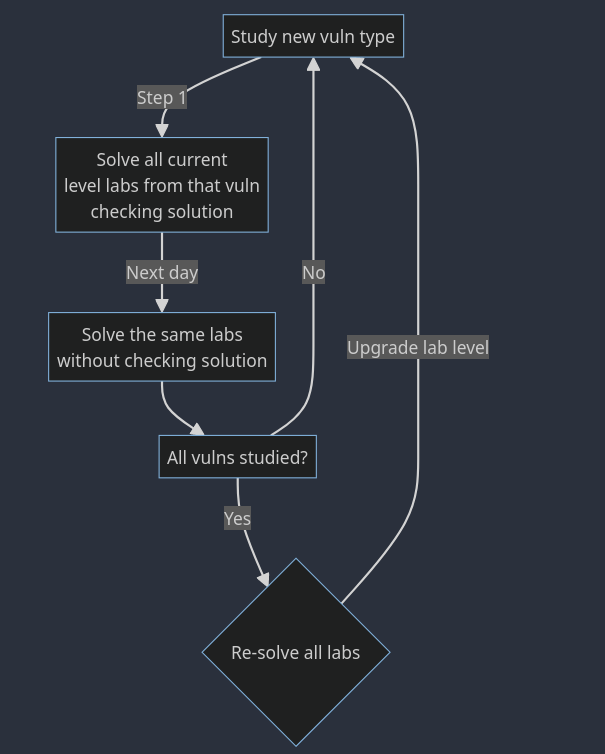 Study new vuln type
Step 1
Solve all current
level labs from that vuln
checking solution
Next day
No
Solve the same labs
without checking solution
Upgrade lab level
All vulns studied?
Yes
Re-solve all labs